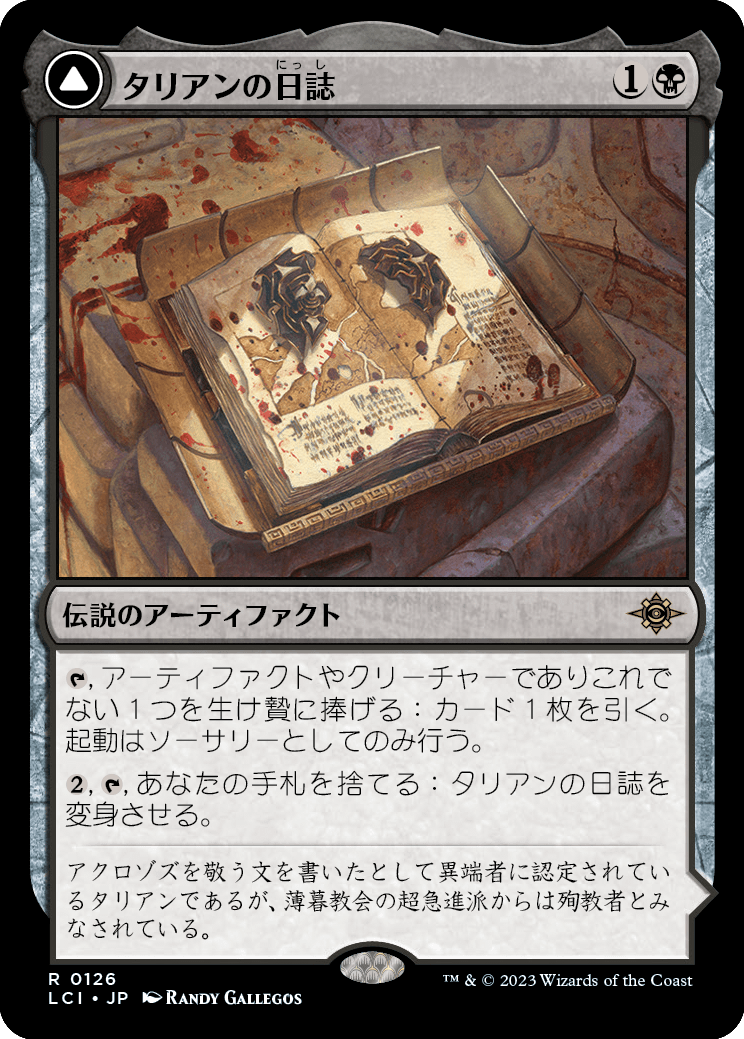 にっし
タリアンの日誌 1
伝説のアーティファクト
, アーティファクトやクリーチャーでありこれで
ない1つを生け贄に捧げる：カード1枚を引く。
起動はソーサリーとしてのみ行う。
2, , あなたの手札を捨てる：タリアンの日誌を
変身させる。
アクロゾズを敬う文を書いたとして異端者に認定されてい
るタリアンであるが、薄暮教会の超急進派からは殉教者とみ
なされている。
R 0126
LCI • JP RANDY GALLEGOS
™ & © 2023 Wizards of the Coast